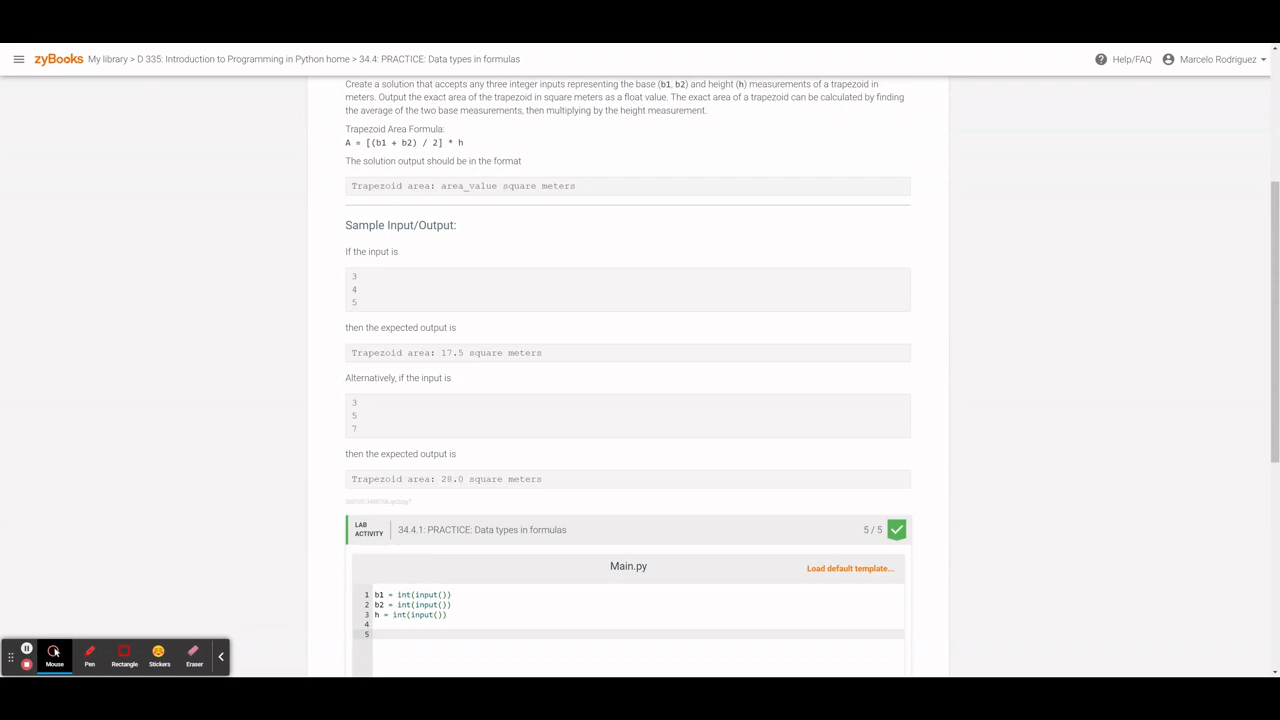 zyBooks My library > D 335: Introduction to Programming in Python home > 34.4: PRACTICE: Data types in formulas Help/FAQ Marcelo Rodriguez
Create a solution that accepts any three integer inputs representing the base (b1, b2) and height (h) measurements of a trapezoid in
meters. Output the exact area of the trapezoid in square meters as a float value. The exact area of a trapezoid can be calculated by finding
the average of the two base measurements, then multiplying by the height measurement.
Trapezoid Area Formula:
A = [(b1 + b2) / 2] * h
The solution output should be in the format
Trapezoid area: area_value square meters
Sample Input/Output:
If the input is
3
4
5
then the expected output is
Trapezoid area: 17.5 square meters
Alternatively, if the input is
3
5
7
then the expected output is
Trapezoid area: 28.0 square meters
LAB ACTIVITY 34.4.1: PRACTICE: Data types in formulas 5 / 5
Main.py Load default template...
1 b1 = int(input())
2 b2 = int(input())
3 h = int(input())
4
5
Mouse Pen Rectangle Stickers Eraser